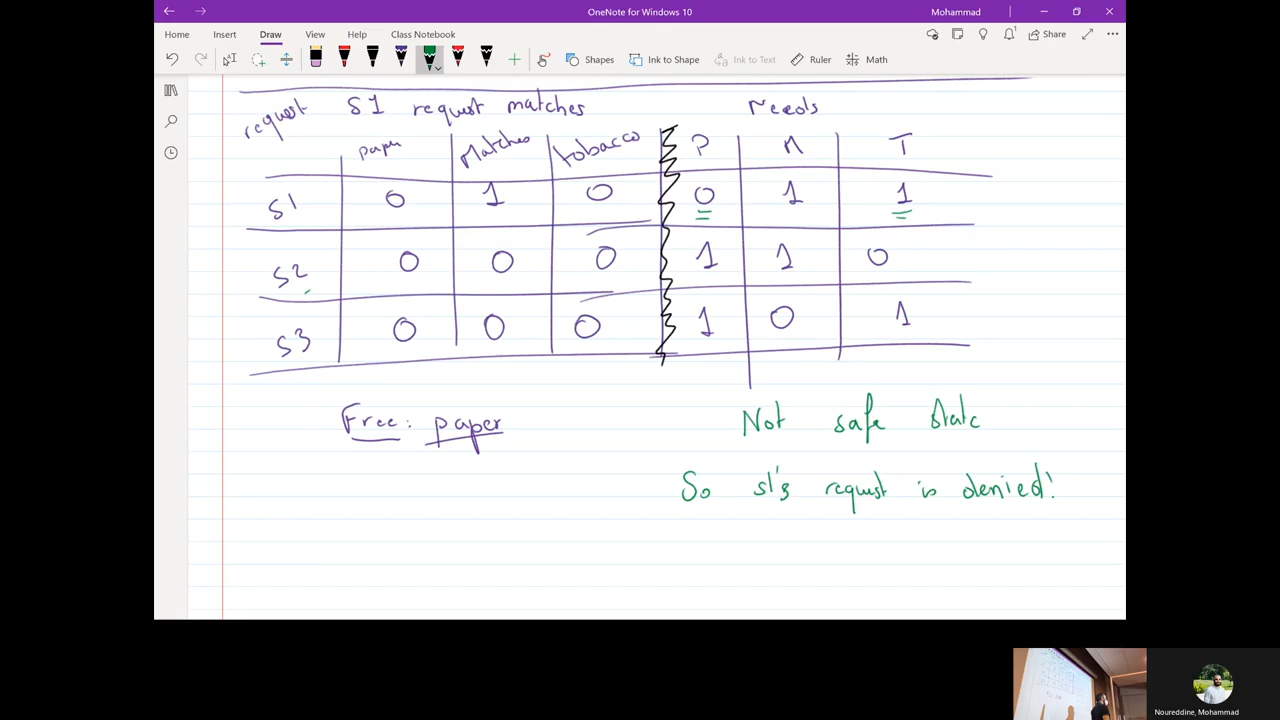 OneNote for Windows 10
Mohammad
Home Insert Draw View Help Class Notebook
Share
Shapes Ink to Shape Ink to Text Ruler Math
request S1 request matches Needs
paper Matches tobacco P M T
S1 0 1 0 0 1 1
S2 0 0 0 1 1 0
S3 0 0 0 1 0 1
Free: paper
Not safe state
So S1's request is denied!
Noureddine, Mohammad